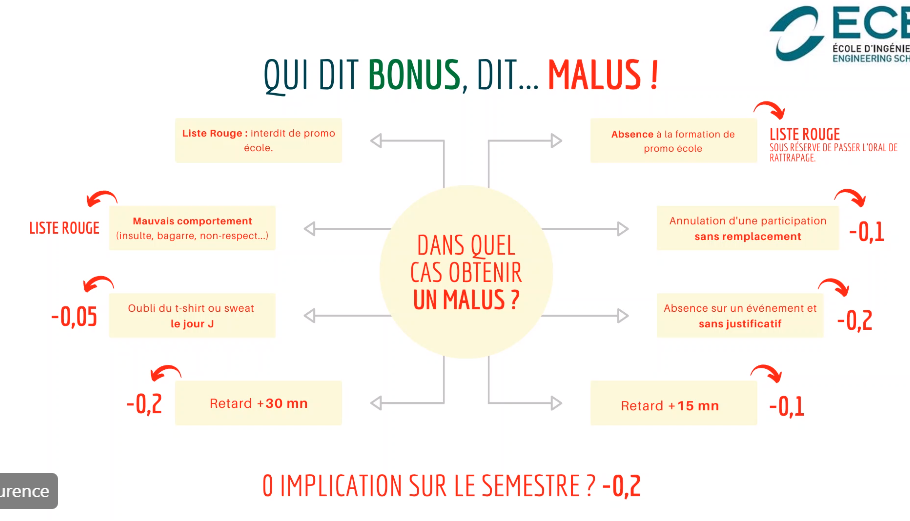 ECE
ÉCOLE D'INGÉNIE
ENGINEERING SCH
QUI DIT BONUS, DIT... MALUS !
Liste Rouge : interdit de promo
école.
Absence à la formation de
promo école
LISTE ROUGE
SOUS RÉSERVE DE PASSER L'ORAL DE
RATTRAPAGE.
LISTE ROUGE
Mauvais comportement
(insulte, bagarre, non-respect...)
DANS QUEL
CAS OBTENIR
UN MALUS ?
Annulation d'une participation
sans remplacement
-0,1
-0,05
Oubli du t-shirt ou sweat
le jour J
Absence sur un événement et
sans justificatif
-0,2
-0,2
Retard +30 mn
Retard +15 mn
-0,1
0 IMPLICATION SUR LE SEMESTRE ? -0,2
urence